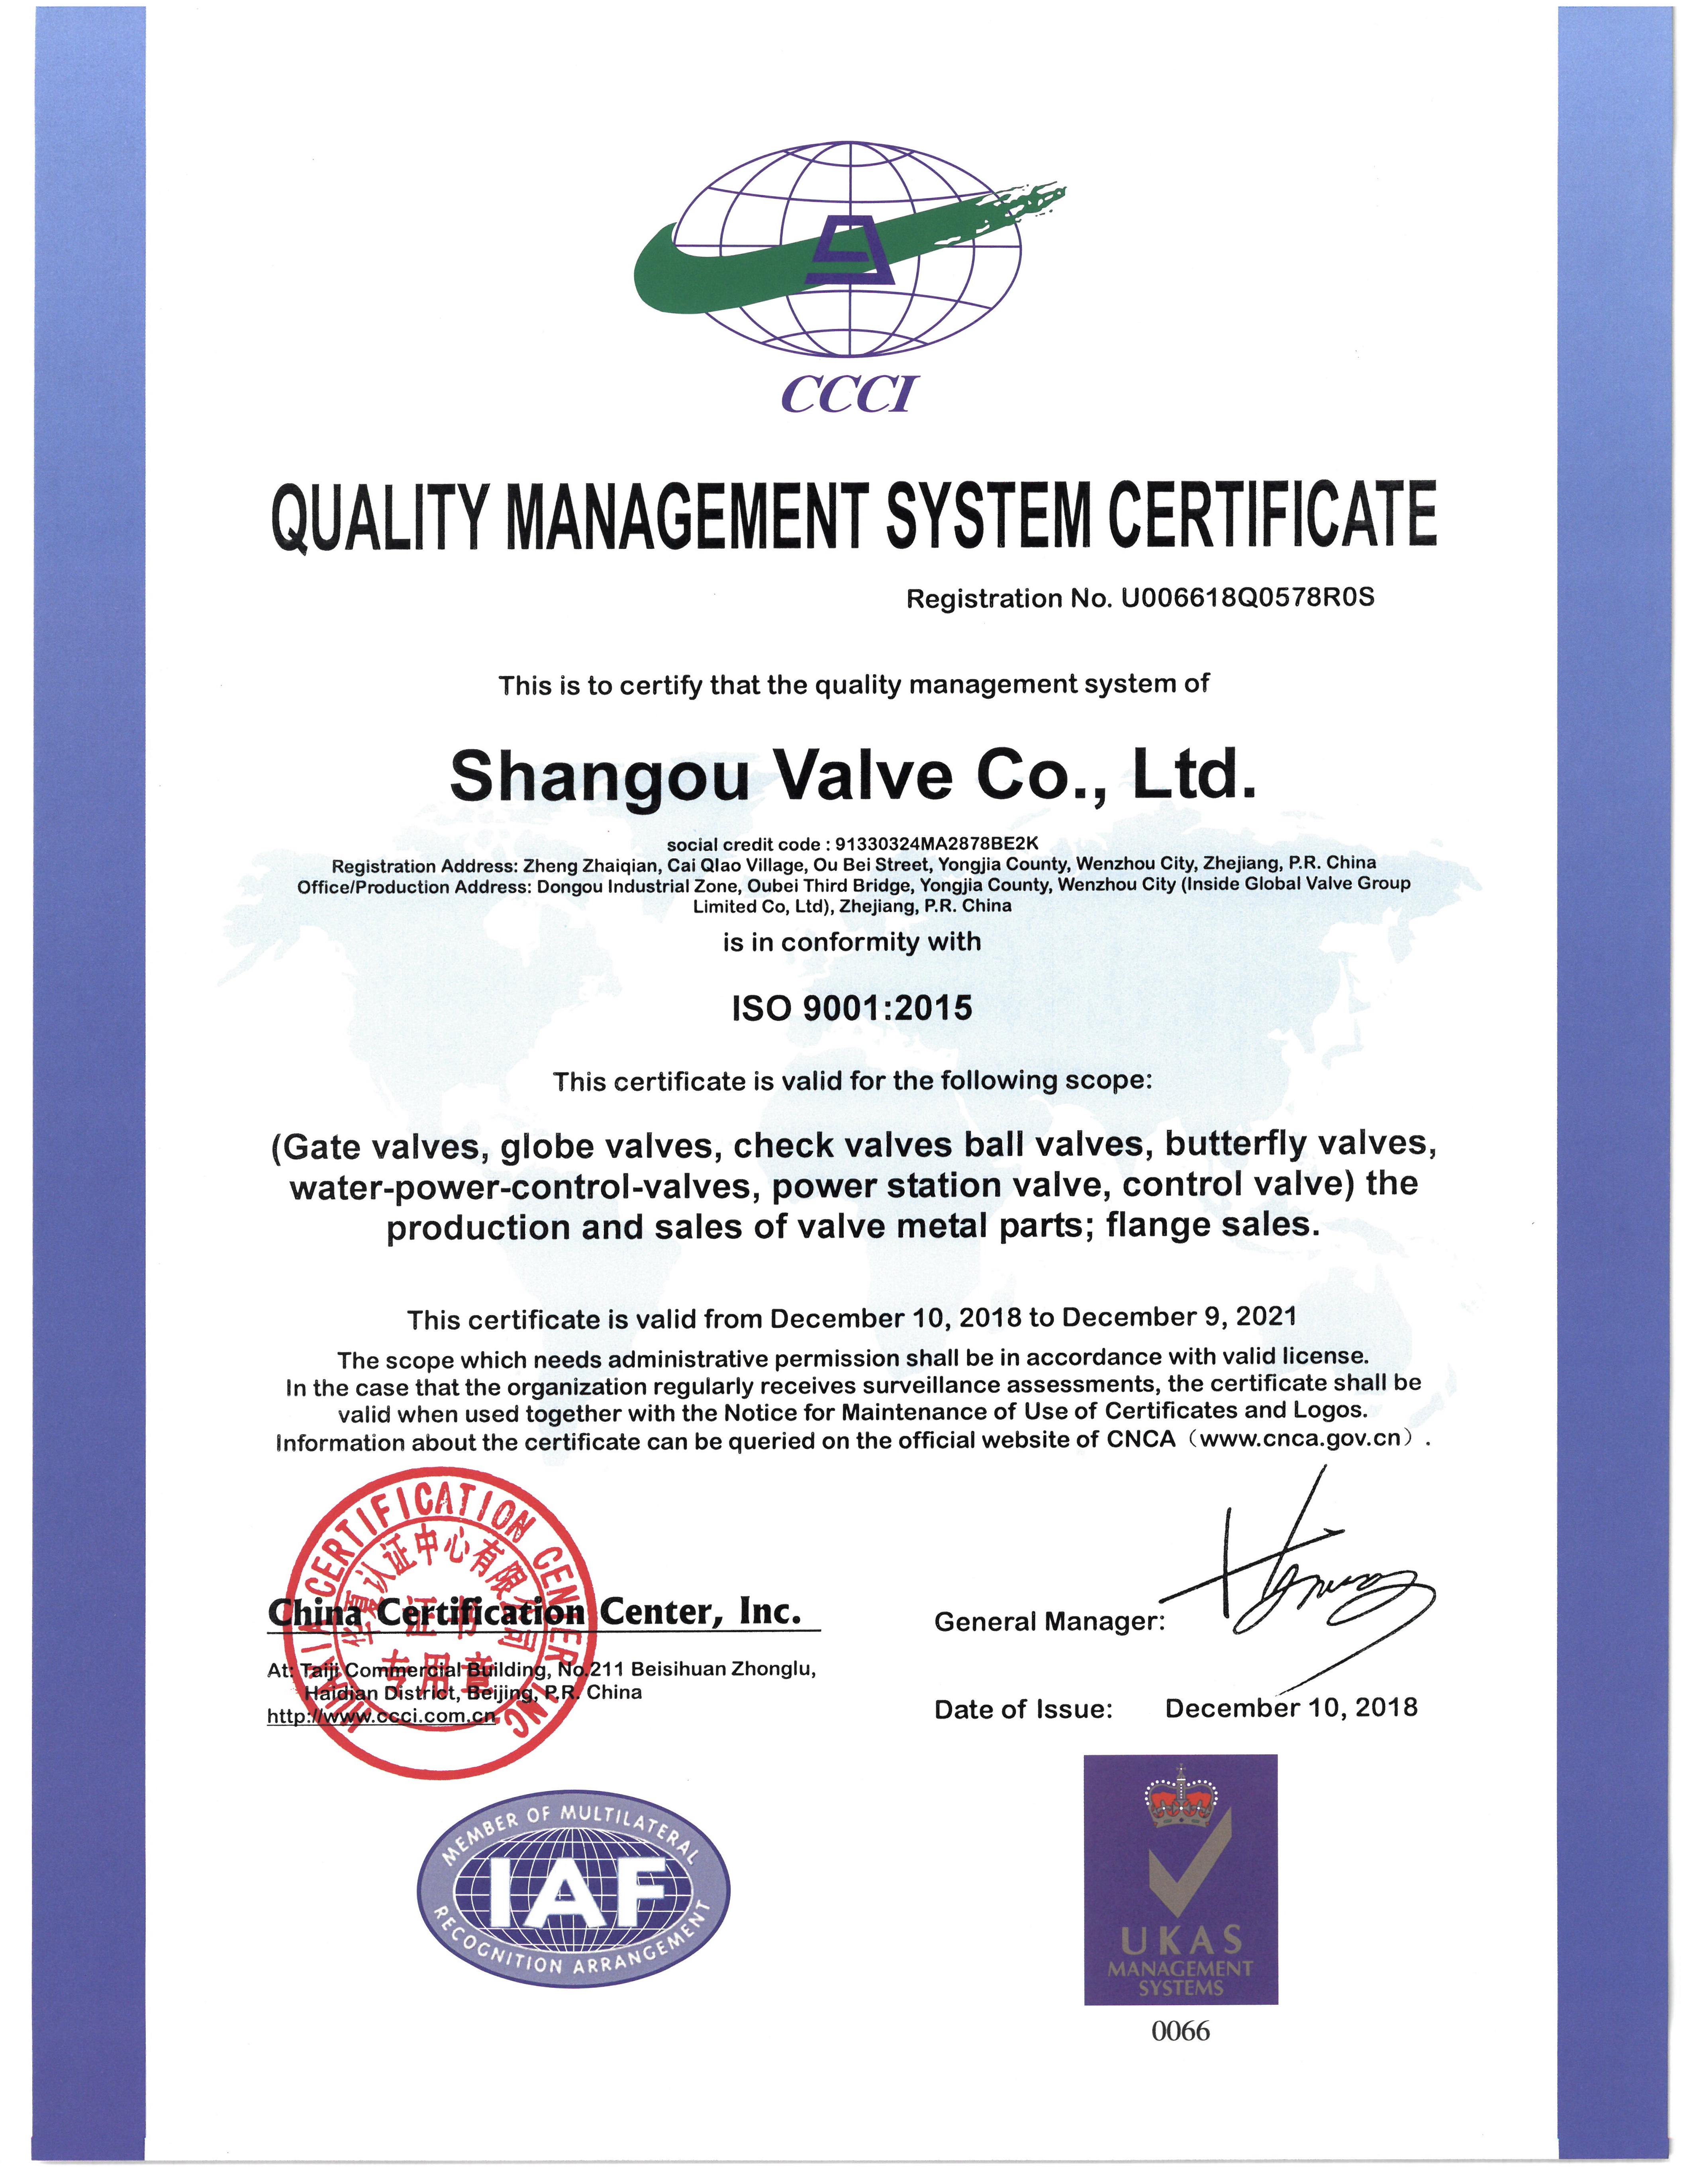 CCCI
QUALITY MANAGEMENT SYSTEM CERTIFICATE
Registration No. U006618Q0578R0S
This is to certify that the quality management system of
Shangou Valve Co., Ltd.
social credit code : 91330324MA2878BE2K
Registration Address: Zheng Zhaiqian, Cai QIao Village, Ou Bei Street, Yongjia County, Wenzhou City, Zhejiang, P.R. China
Office/Production Address: Dongou Industrial Zone, Oubei Third Bridge, Yongjia County, Wenzhou City (Inside Global Valve Group
Limited Co, Ltd), Zhejiang, P.R. China
is in conformity with
ISO 9001:2015
This certificate is valid for the following scope:
(Gate valves, globe valves, check valves ball valves, butterfly valves,
water-power-control-valves, power station valve, control valve) the
production and sales of valve metal parts; flange sales.
This certificate is valid from December 10, 2018 to December 9, 2021
The scope which needs administrative permission shall be in accordance with valid license.
In the case that the organization regularly receives surveillance assessments, the certificate shall be
valid when used together with the Notice for Maintenance of Use of Certificates and Logos.
Information about the certificate can be queried on the official website of CNCA（www.cnca.gov.cn）.
HUAXIA CERTIFICATION CENTER INC
华夏认证中心有限公司
证书
专用章
China Certification Center, Inc.
At: Taiji Commercial Building, No.211 Beisihuan Zhonglu,
Haidian District, Beijing, P.R. China
http://www.ccci.com.cn
General Manager:
Date of Issue: December 10, 2018
MEMBER OF MULTILATERAL
IAF
RECOGNITION ARRANGEMENT
UKAS
MANAGEMENT
SYSTEMS
0066